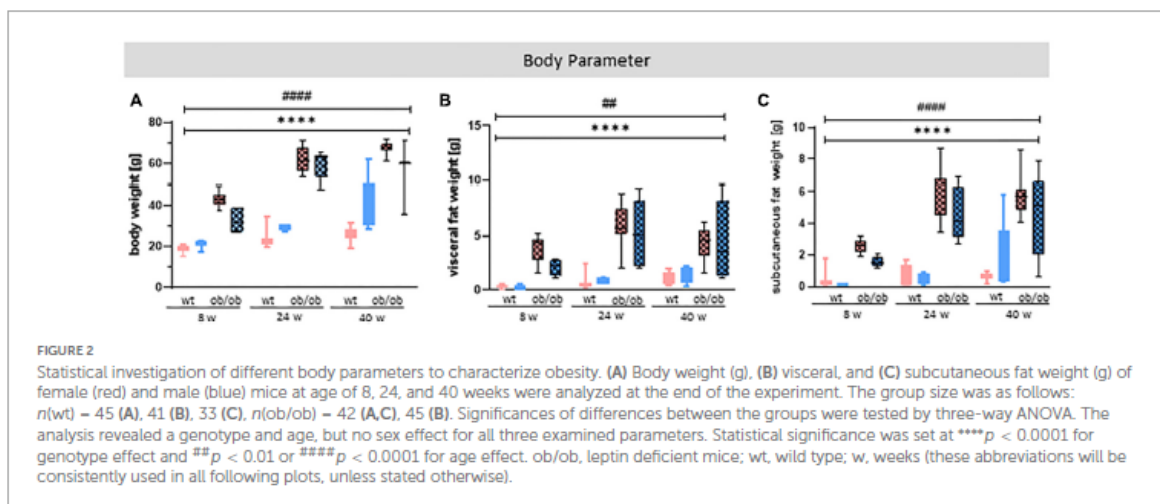 Body Parameter
A
B
C
####
##
####
****
****
****
body weight [g]
80
60
40
20
0
wt ob/ob wt ob/ob wt ob/ob
8 w 24 w 40 w
visceral fat weight [g]
15
10
5
0
wt ob/ob wt ob/ob wt ob/ob
8 w 24 w 40 w
subcutaneous fat weight [g]
10
8
6
4
2
0
wt ob/ob wt ob/ob wt ob/ob
8 w 24 w 40 w
FIGURE 2
Statistical investigation of different body parameters to characterize obesity. (A) Body weight (g), (B) visceral, and (C) subcutaneous fat weight (g) of
female (red) and male (blue) mice at age of 8, 24, and 40 weeks were analyzed at the end of the experiment. The group size was as follows:
n(wt) – 45 (A), 41 (B), 33 (C), n(ob/ob) – 42 (A,C), 45 (B). Significances of differences between the groups were tested by three-way ANOVA. The
analysis revealed a genotype and age, but no sex effect for all three examined parameters. Statistical significance was set at ****p < 0.0001 for
genotype effect and ##p < 0.01 or ####p < 0.0001 for age effect. ob/ob, leptin deficient mice; wt, wild type; w, weeks (these abbreviations will be
consistently used in all following plots, unless stated otherwise).